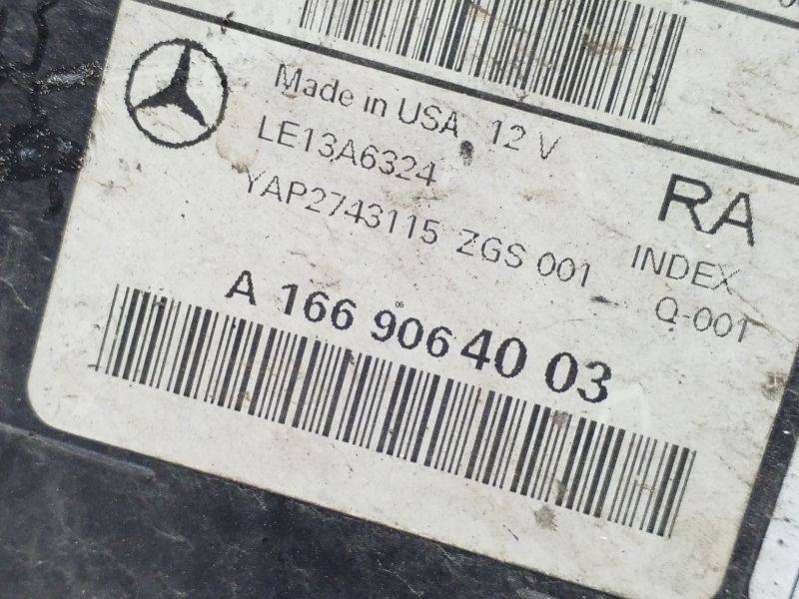 Made in USA 12 V
LE13A6324
YAP2743115 ZGS 001
RA
INDEX
Q-001
A 166 906 40 03